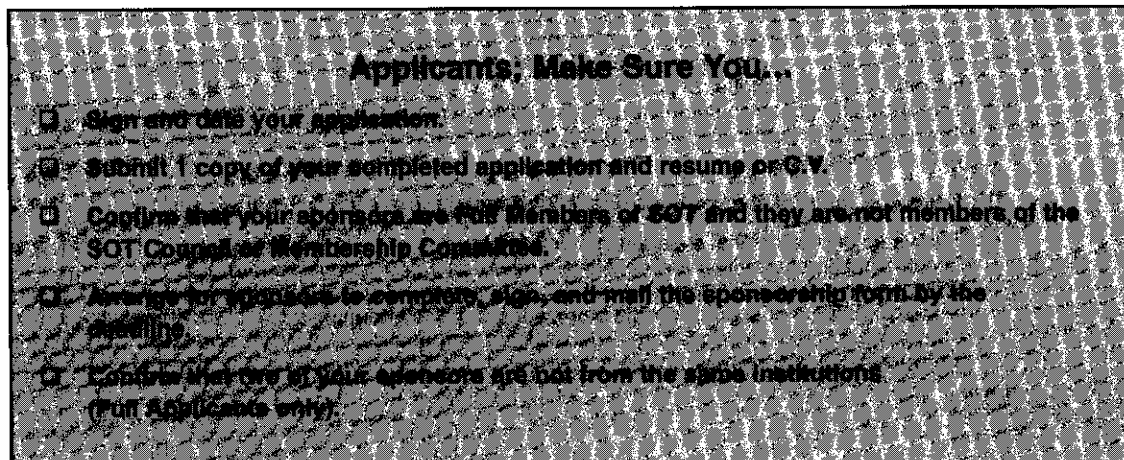 Applicants; Make Sure You...
❑ Sign and date your application.
❑ Submit 1 copy of your completed application and resume or C.V.
❑ Confirm that your sponsors are Full Members of SOT and they are not members of the
SOT Council or Membership Committee.
❑ Arrange for sponsors to complete, sign, and mail the sponsorship form by the
deadline.
❑ Confirm that two of your sponsors are not from the same institutions
(Full Applicants only).